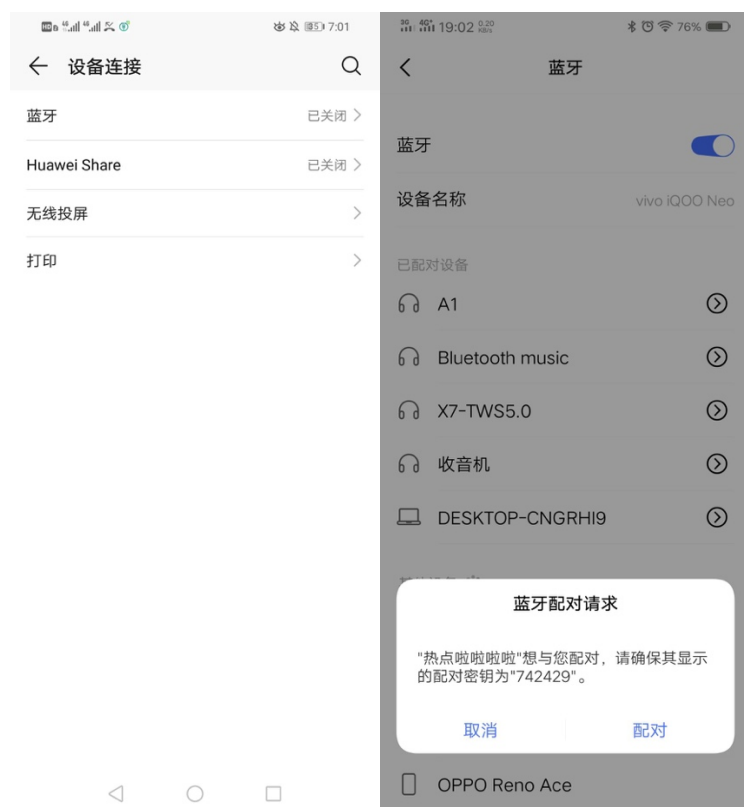 7:01
设备连接
蓝牙 已关闭
Huawei Share 已关闭
无线投屏
打印
19:02 0.20 KB/s 76%
蓝牙
蓝牙
设备名称 vivo iQOO Neo
已配对设备
A1
Bluetooth music
X7-TWS5.0
收音机
DESKTOP-CNGRHI9
蓝牙配对请求
"热点啦啦啦啦"想与您配对，请确保其显示
的配对密钥为"742429"。
取消 配对
OPPO Reno Ace